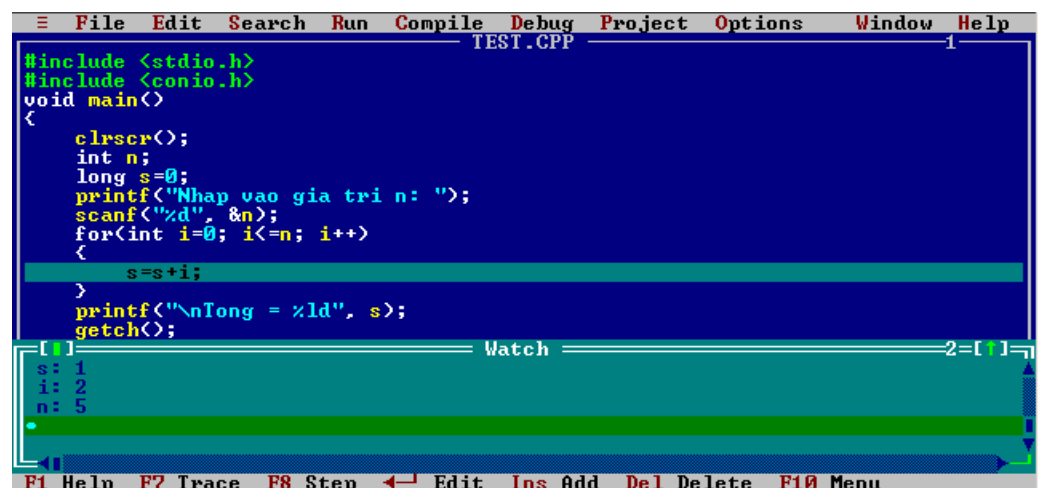 ≡ File Edit Search Run Compile Debug Project Options Window Help
TEST.CPP 1
#include <stdio.h>
#include <conio.h>
void main()
{
clrscr();
int n;
long s=0;
printf("Nhap vao gia tri n: ");
scanf("%d", &n);
for(int i=0; i<=n; i++)
{
s=s+i;
}
printf("\nTong = %ld", s);
getch();
[▮] Watch 2=[↑]
s: 1
i: 2
n: 5
F1 Help F7 Trace F8 Step ◄─┘ Edit Ins Add Del Delete F10 Menu